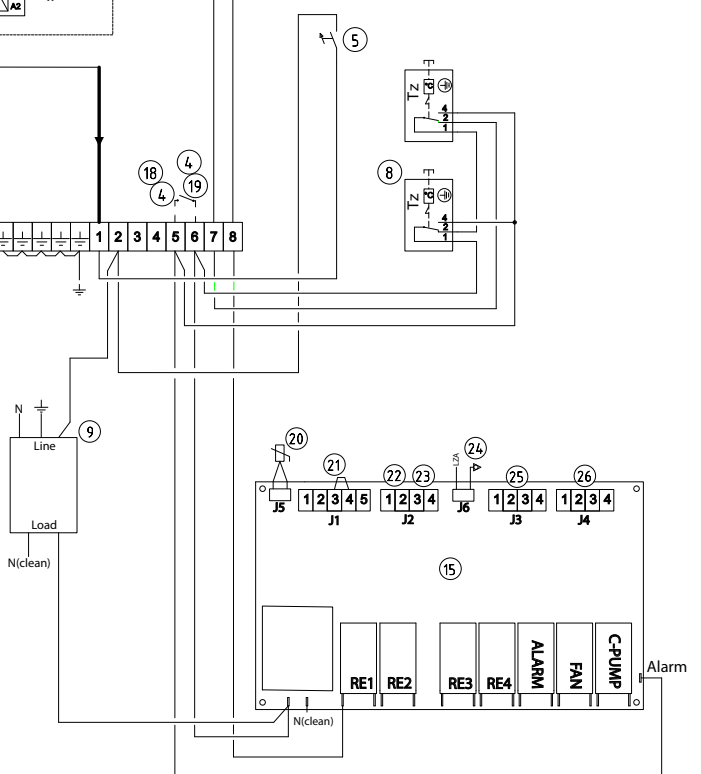 A2
5
Tz
4
2
1
8
Tz
4
2
1
18
4
4
19
1 2 3 4 5 6 7 8
N
9
Line
Load
N(clean)
20
21
22
23
24
25
26
LZA
J5
1 2 3 4 5
J1
1 2 3 4
J2
J6
1 2 3 4
J3
1 2 3 4
J4
15
RE1
RE2
RE3
RE4
ALARM
FAN
C-PUMP
Alarm
N(clean)